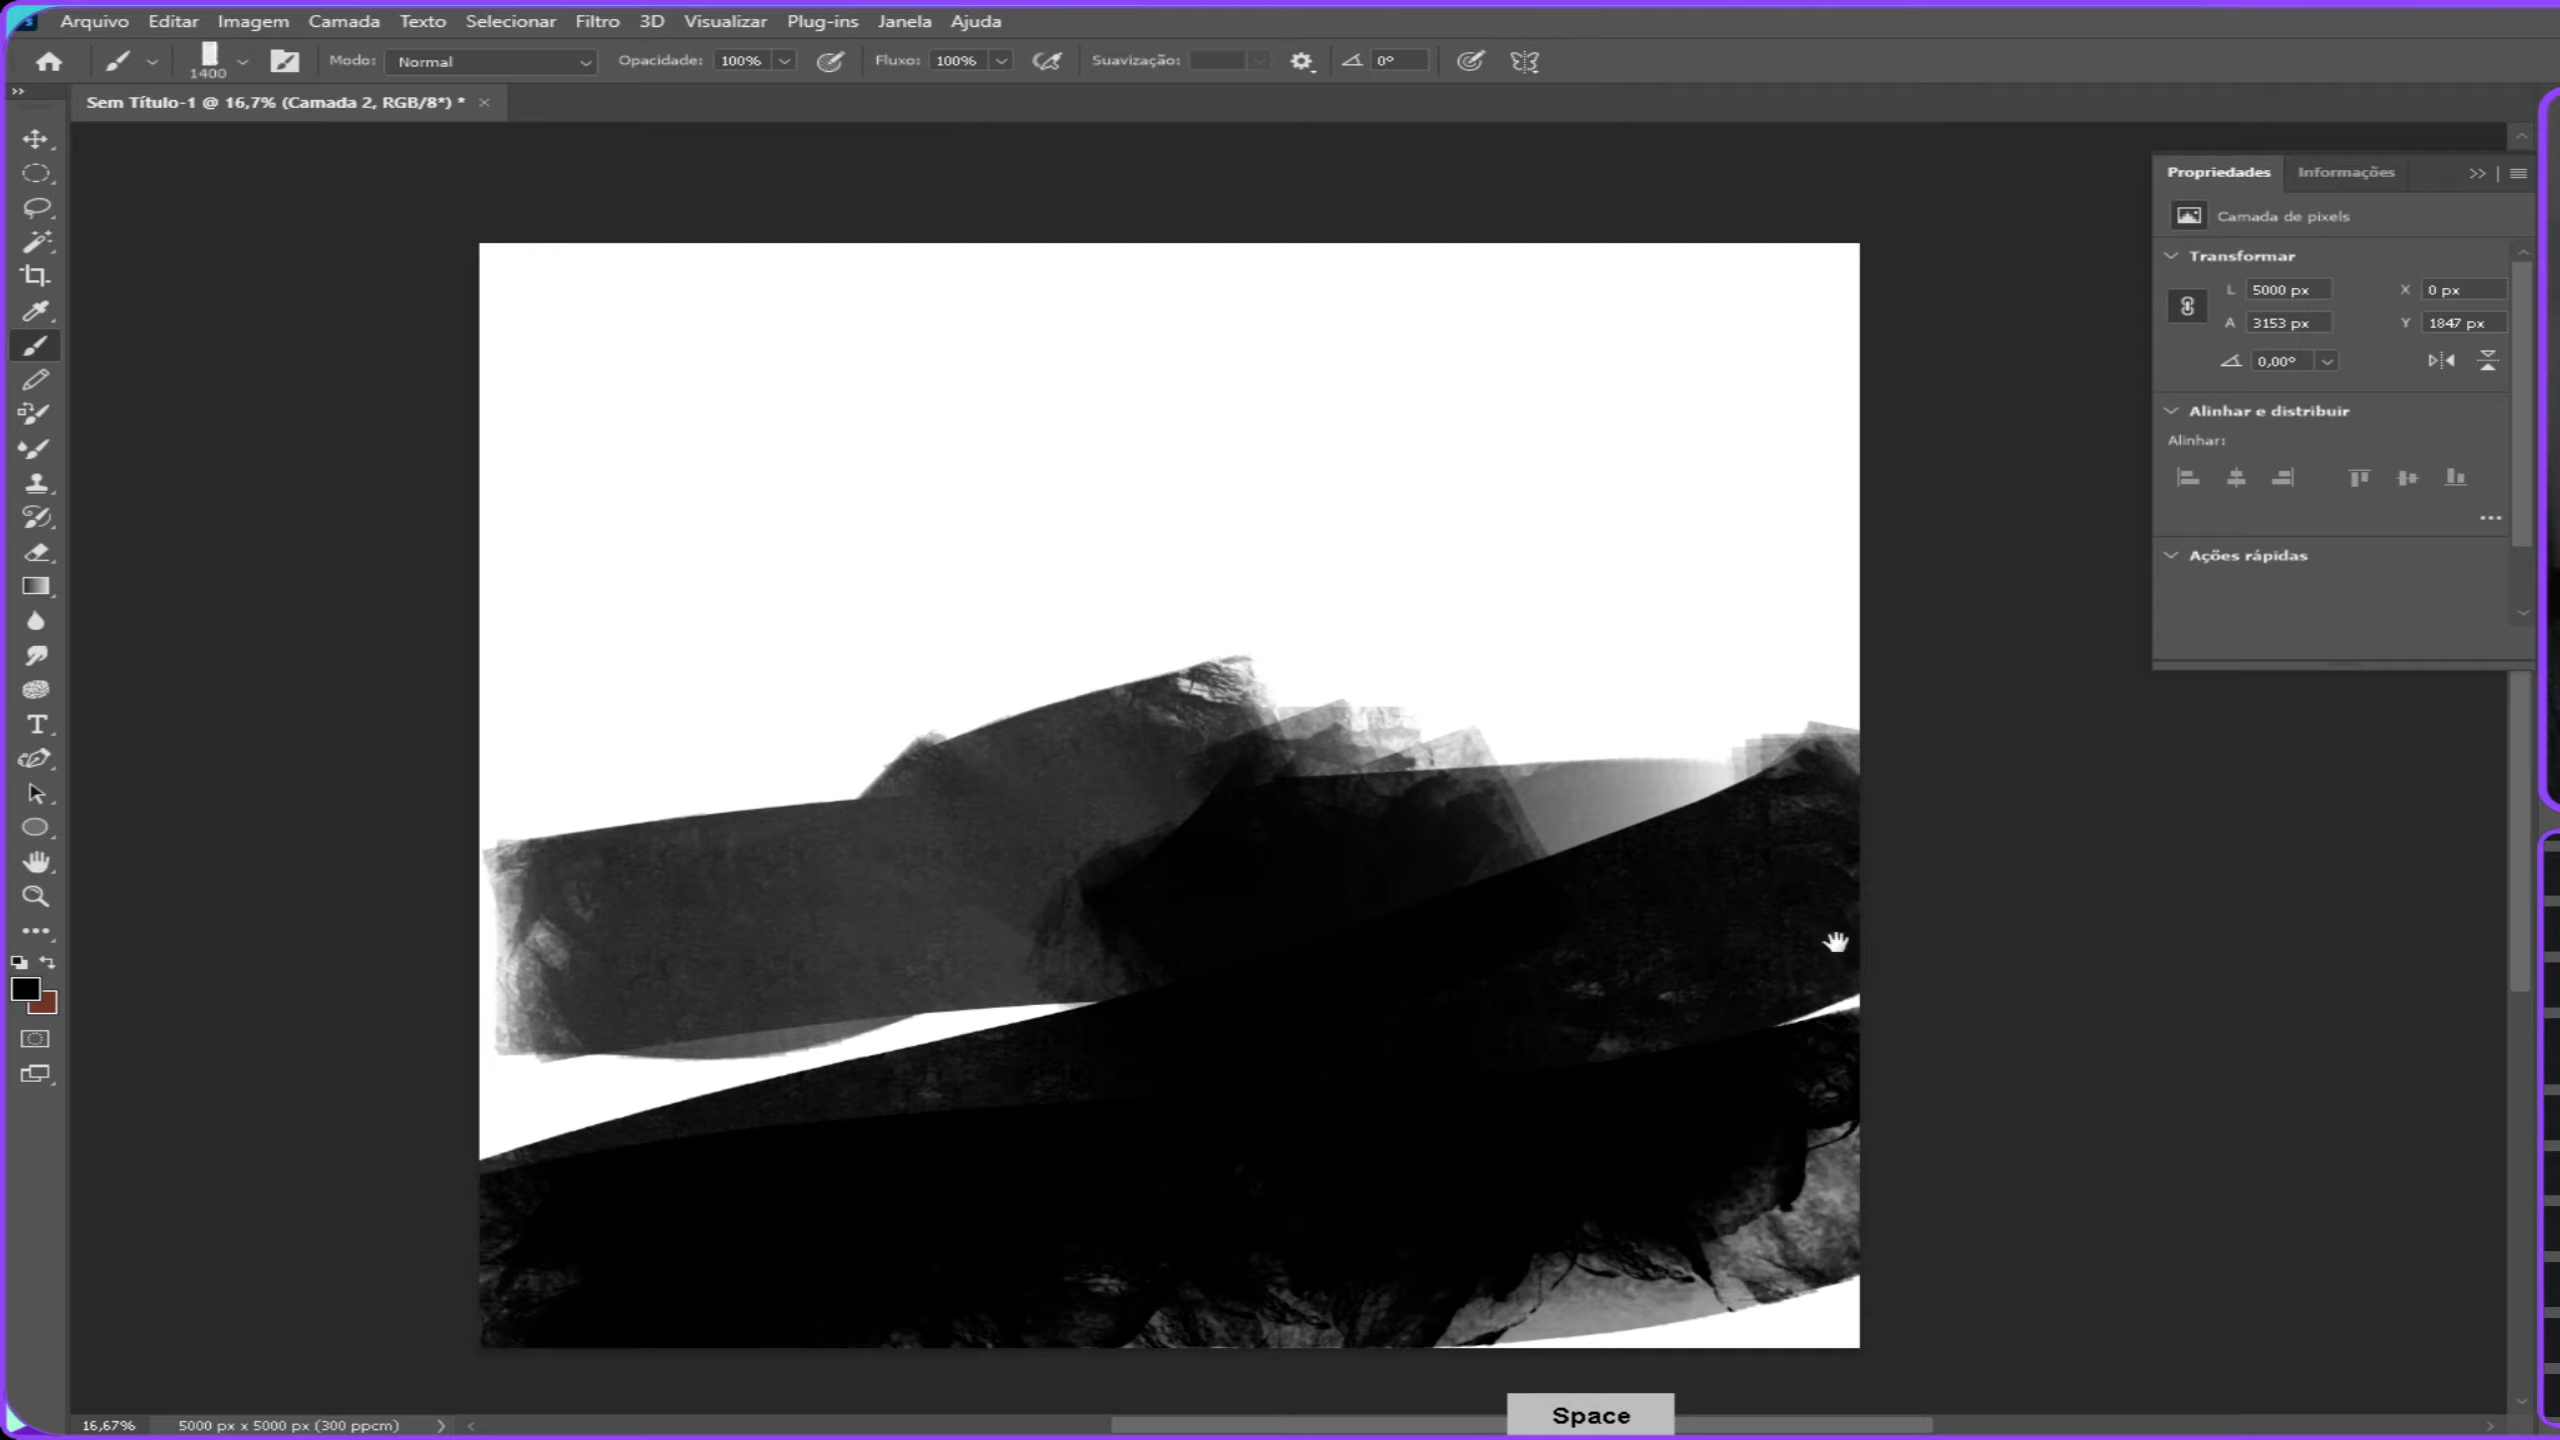 Arquivo Editar Imagem Camada Texto Selecionar Filtro 3D Visualizar Plug-ins Janela Ajuda
1400 Modo: Normal Opacidade: 100% Fluxo: 100% Suavização: 0°
Sem Título-1 @ 16,7% (Camada 2, RGB/8*) *
Propriedades Informações
Camada de pixels
Transformar
L 5000 px X 0 px
A 3153 px Y 1847 px
0,00°
Alinhar e distribuir
Alinhar:
Ações rápidas
Space
16,67% 5000 px x 5000 px (300 ppcm)